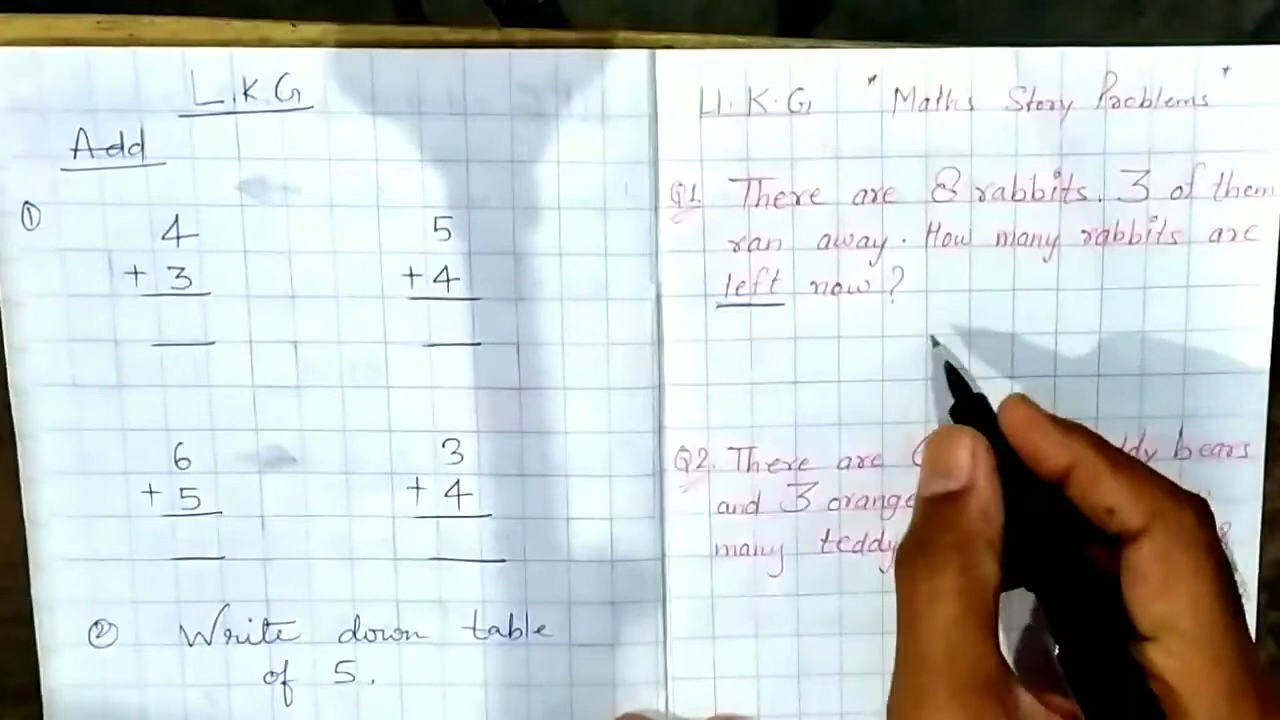 L.K.G
Add
①
4
+ 3
5
+ 4
6
+ 5
3
+ 4
② Write down table
of 5.
U.K.G. "Maths Story Problems"
Q1. There are 8 rabbits. 3 of them
ran away. How many rabbits are
left now?
Q2. There are bears
and 3 orange
many teddy